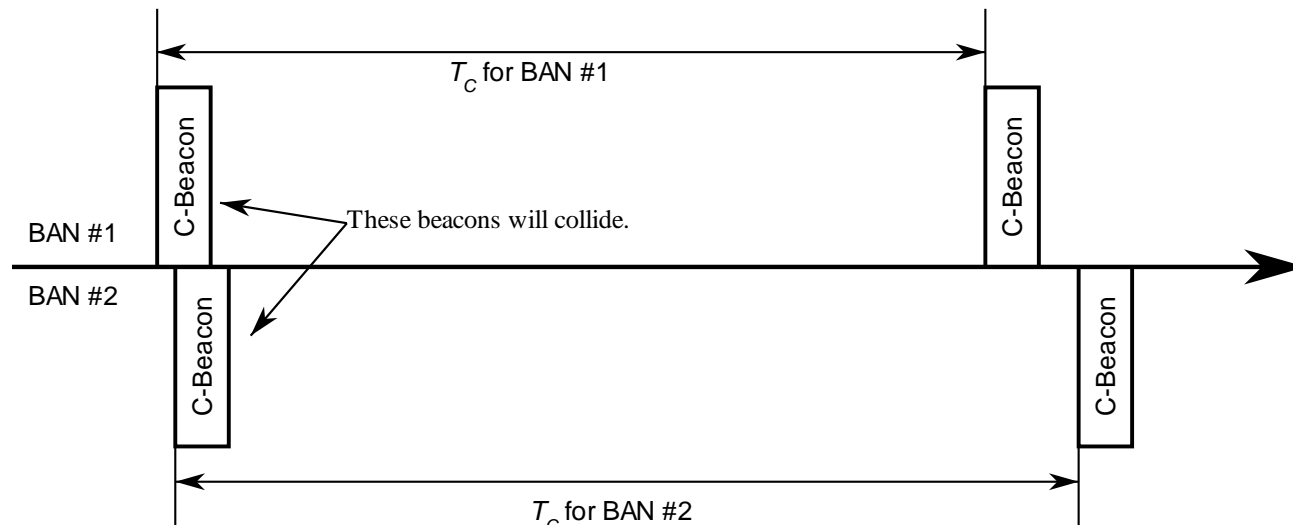 T_C for BAN #1
C-Beacon
C-Beacon
These beacons will collide.
BAN #1
BAN #2
C-Beacon
C-Beacon
T_C for BAN #2